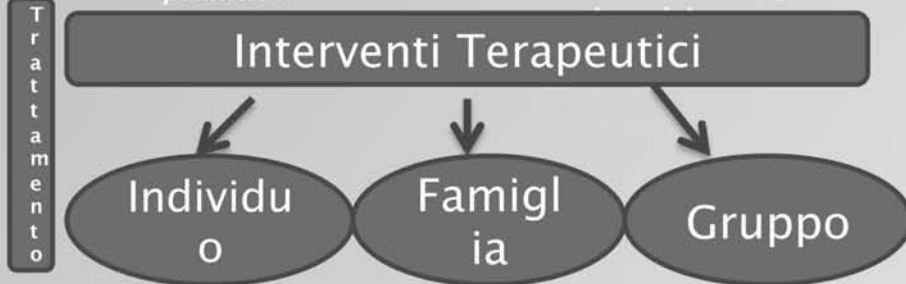 Trattamento
Interventi Terapeutici
Individu
o
Famigl
ia
Gruppo